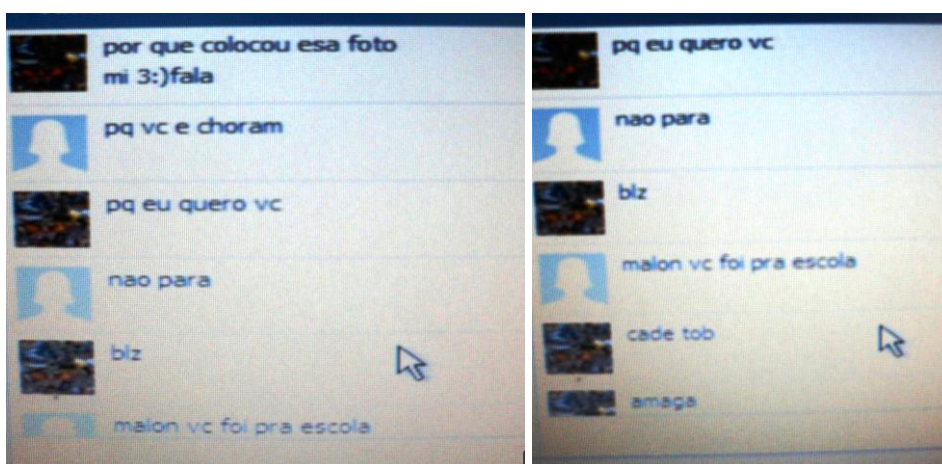 por que colocou esa foto
mi 3:)fala
pq vc e choram
pq eu quero vc
nao para
blz
maion vc foi pra escola
pq eu quero vc
nao para
blz
maion vc foi pra escola
cade tob
amaga